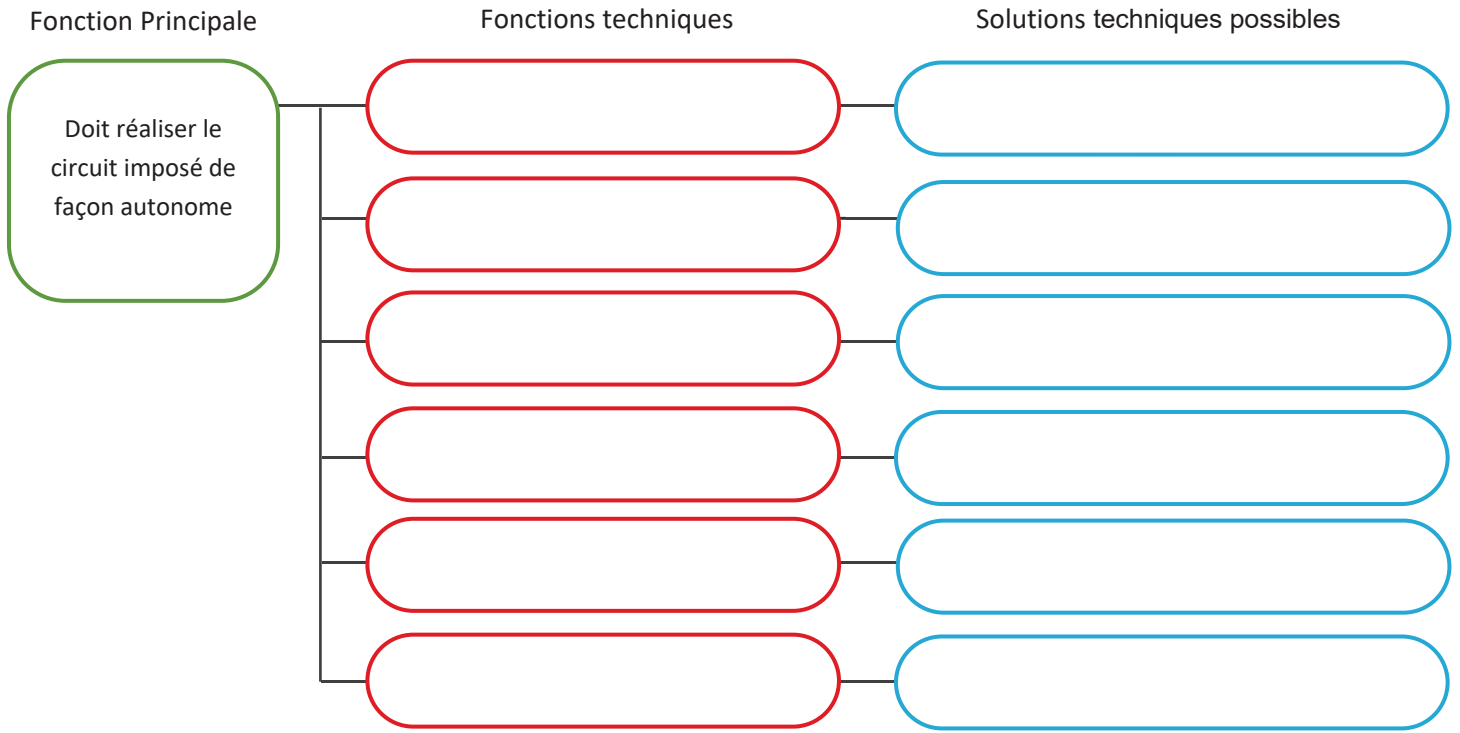 Fonction Principale
Fonctions techniques
Solutions techniques possibles
Doit réaliser le
circuit imposé de
façon autonome